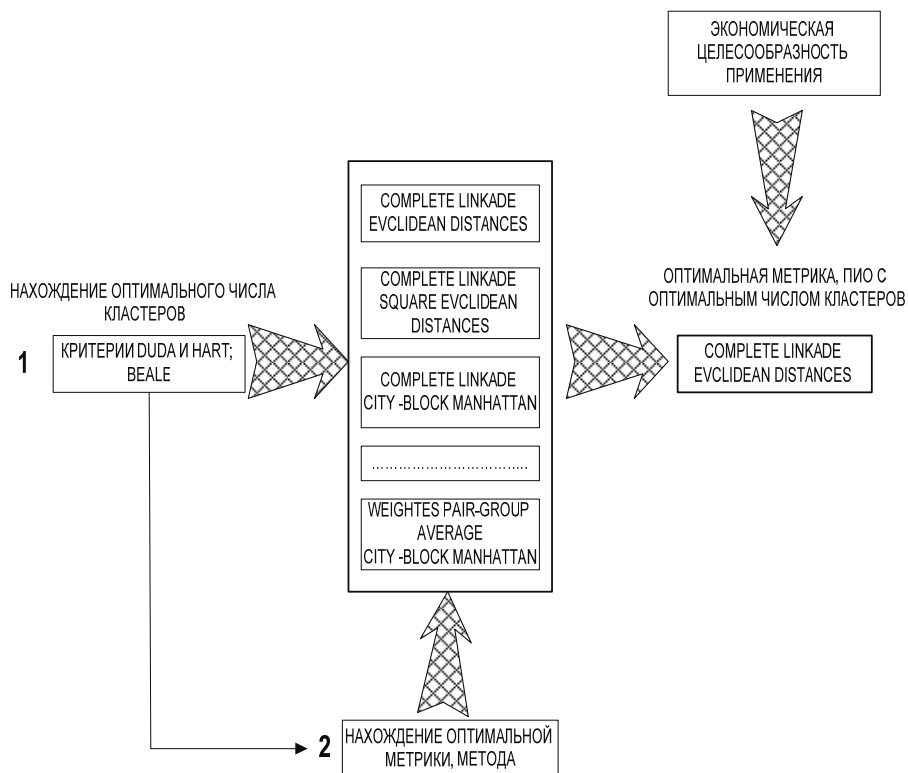 ЭКОНОМИЧЕСКАЯ
ЦЕЛЕСООБРАЗНОСТЬ
ПРИМЕНЕНИЯ
COMPLETE LINKADE
EVCLIDEAN DISTANCES
COMPLETE LINKADE
SQUARE EVCLIDEAN
DISTANCES
COMPLETE LINKADE
CITY -BLOCK MANHATTAN
................................
WEIGHTES PAIR-GROUP
AVERAGE
CITY -BLOCK MANHATTAN
НАХОЖДЕНИЕ ОПТИМАЛЬНОГО ЧИСЛА
КЛАСТЕРОВ
1
КРИТЕРИИ DUDA И HART;
BEALE
ОПТИМАЛЬНАЯ МЕТРИКА, ПИО С
ОПТИМАЛЬНЫМ ЧИСЛОМ КЛАСТЕРОВ
COMPLETE LINKADE
EVCLIDEAN DISTANCES
2
НАХОЖДЕНИЕ ОПТИМАЛЬНОЙ
МЕТРИКИ, МЕТОДА